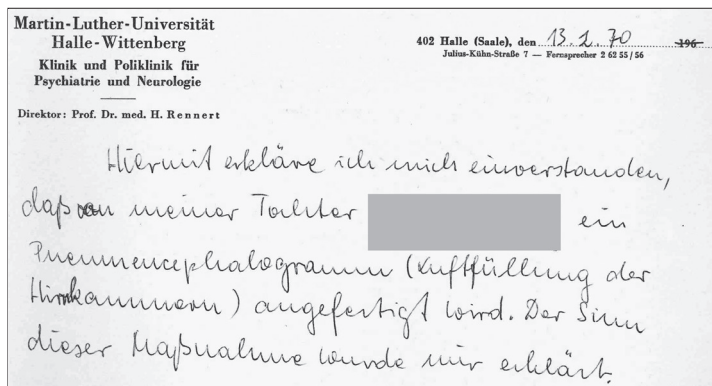 Martin-Luther-Universität
Halle-Wittenberg
Klinik und Poliklinik für
Psychiatrie und Neurologie
Direktor: Prof. Dr. med. H. Rennert
402 Halle (Saale), den 13.2.70 196
Julius-Kühn-Straße 7 — Fernsprecher 2 62 55 / 56
Hiermit erkläre ich mich einverstanden,
daß von meiner Tochter ein
Pneumencephalogramm (Luftfüllung der
Hirnkammern) angefertigt wird. Der Sinn
dieser Maßnahme wurde mir erklärt.